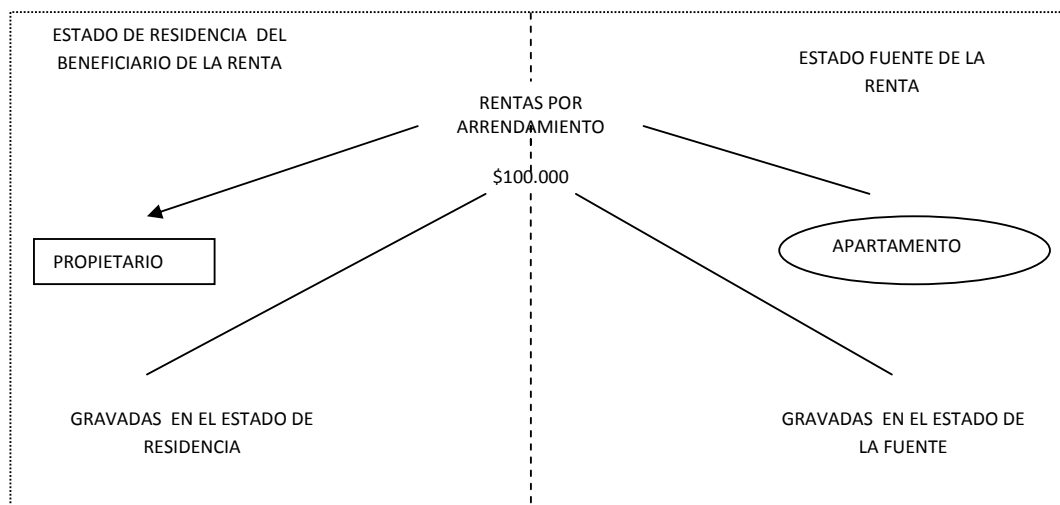 ESTADO DE RESIDENCIA DEL
BENEFICIARIO DE LA RENTA
ESTADO FUENTE DE LA
RENTA
RENTAS POR
ARRENDAMIENTO
$100.000
PROPIETARIO
APARTAMENTO
GRAVADAS EN EL ESTADO DE
RESIDENCIA
GRAVADAS EN EL ESTADO DE
LA FUENTE